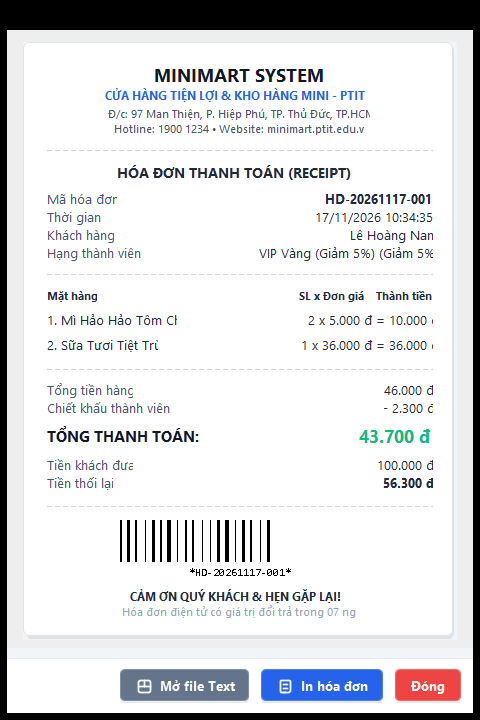 MINIMART SYSTEM
CỬA HÀNG TIỆN LỢI & KHO HÀNG MINI - PTIT
Đ/c: 97 Man Thiện, P. Hiệp Phú, TP. Thủ Đức, TP.HCM
Hotline: 1900 1234 • Website: minimart.ptit.edu.v
HÓA ĐƠN THANH TOÁN (RECEIPT)
Mã hóa đơn HD-20261117-001
Thời gian 17/11/2026 10:34:35
Khách hàng Lê Hoàng Nam
Hạng thành viên VIP Vàng (Giảm 5%) (Giảm 5%
Mặt hàng SL x Đơn giá Thành tiền
1. Mì Hảo Hảo Tôm Ch 2 x 5.000 đ = 10.000
2. Sữa Tươi Tiệt Trù 1 x 36.000 đ = 36.000
Tổng tiền hàng 46.000 đ
Chiết khấu thành viên - 2.300 đ
TỔNG THANH TOÁN: 43.700 đ
Tiền khách đưa 100.000 đ
Tiền thối lại 56.300 đ
*HD-20261117-001*
CẢM ƠN QUÝ KHÁCH & HẸN GẶP LẠI!
Hóa đơn điện tử có giá trị đổi trả trong 07 ng
Mở file Text In hóa đơn Đóng